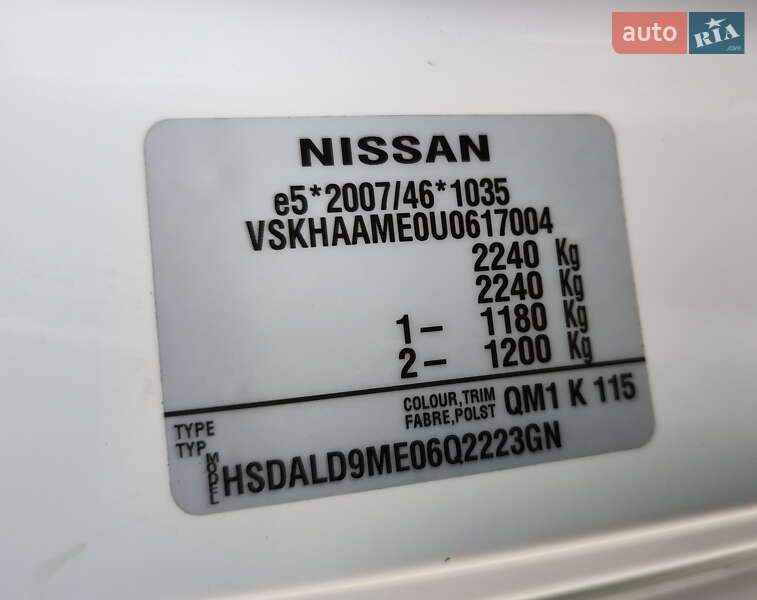 auto RIA .com
NISSAN
e5*2007/46*1035
VSKHAAME0U0617004
2240 Kg
2240 Kg
1– 1180 Kg
2– 1200 Kg
TYPE COLOUR,TRIM QM1 K 115
TYP FABRE,POLST
MODEL HSDALD9ME06Q2223GN